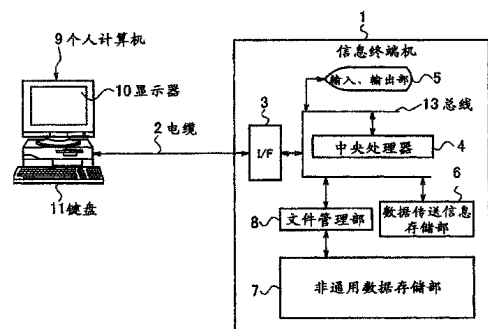 1
9 个人计算机
信息终端机
10 显示器
输入、输出部
5
13 总线
3
2 电缆
I/F
中央处理器
4
6
11 键盘
8
文件管理部
数据传送信息
存储部
7
非通用数据存储部